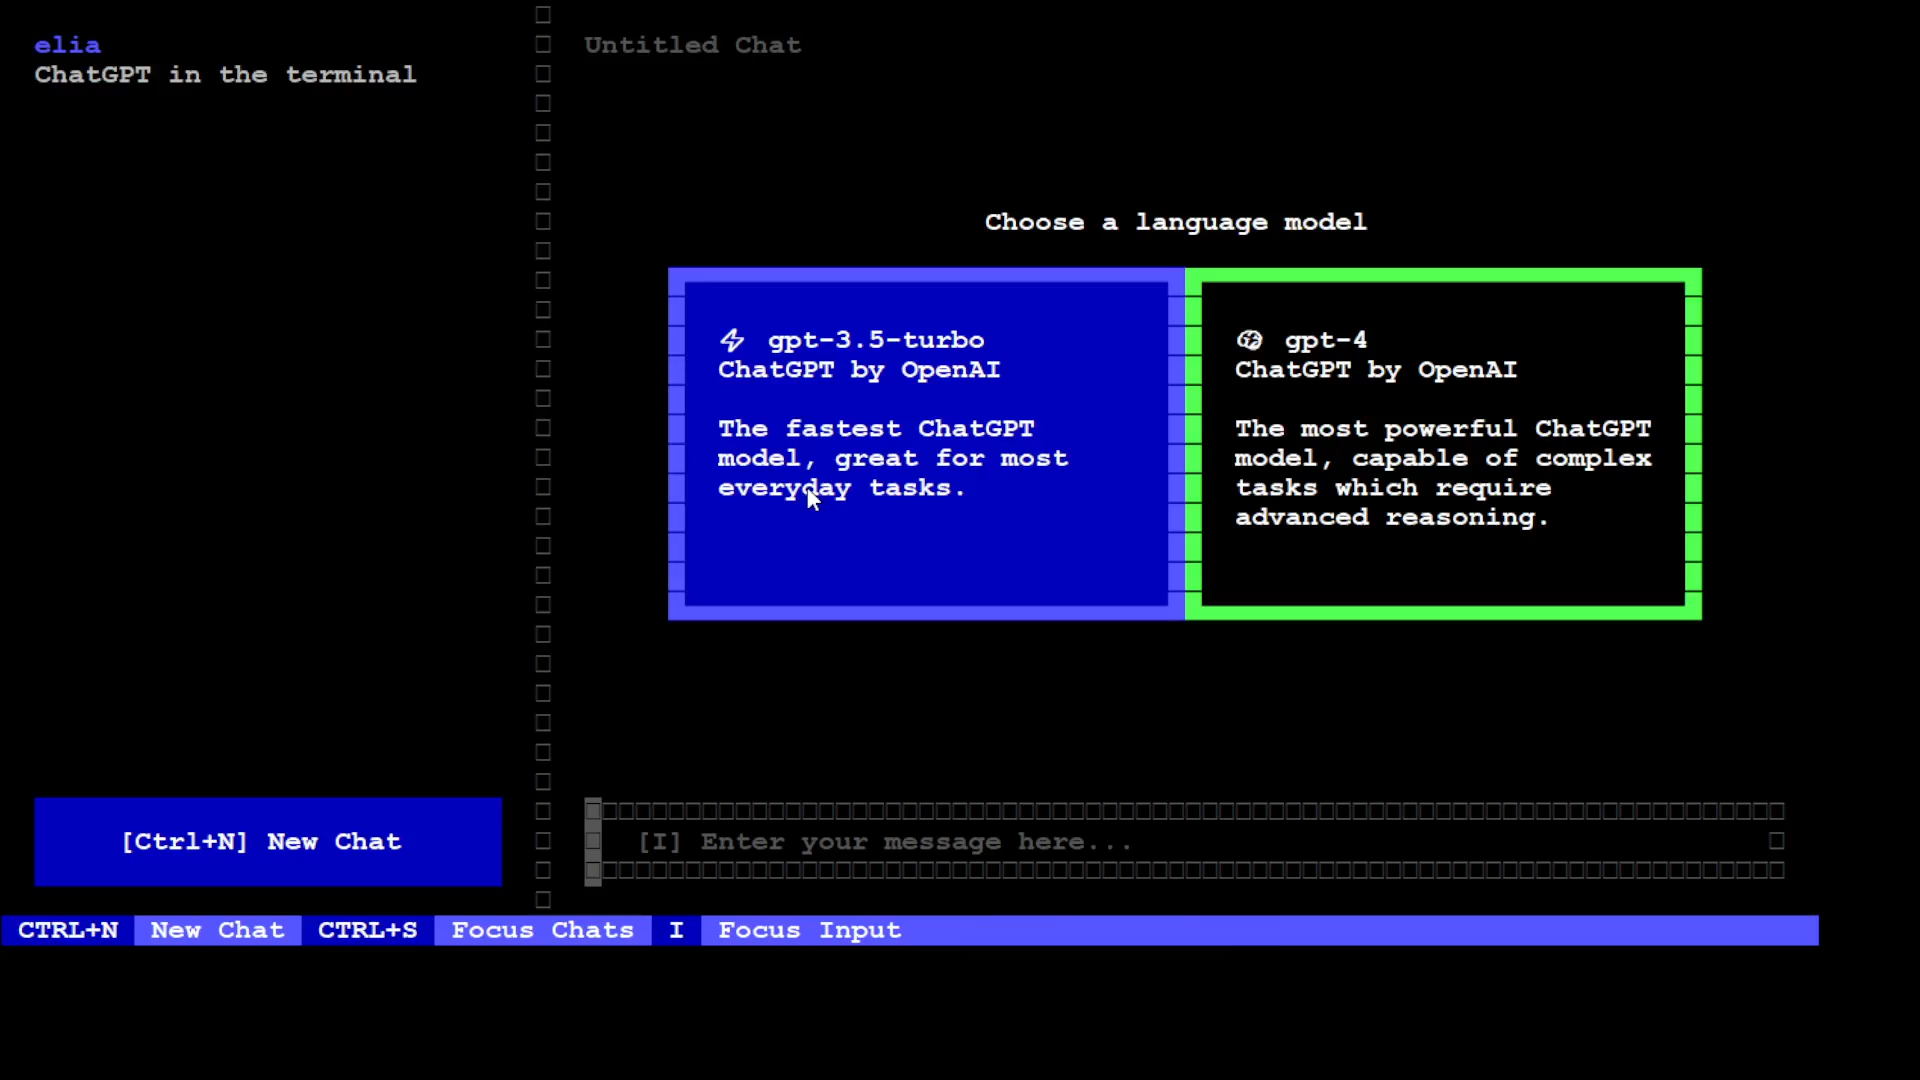 elia
ChatGPT in the terminal
Untitled Chat
Choose a language model
gpt-3.5-turbo
ChatGPT by OpenAI
The fastest ChatGPT
model, great for most
everyday tasks.
gpt-4
ChatGPT by OpenAI
The most powerful ChatGPT
model, capable of complex
tasks which require
advanced reasoning.
[Ctrl+N] New Chat
[I] Enter your message here...
CTRL+N New Chat CTRL+S Focus Chats I Focus Input